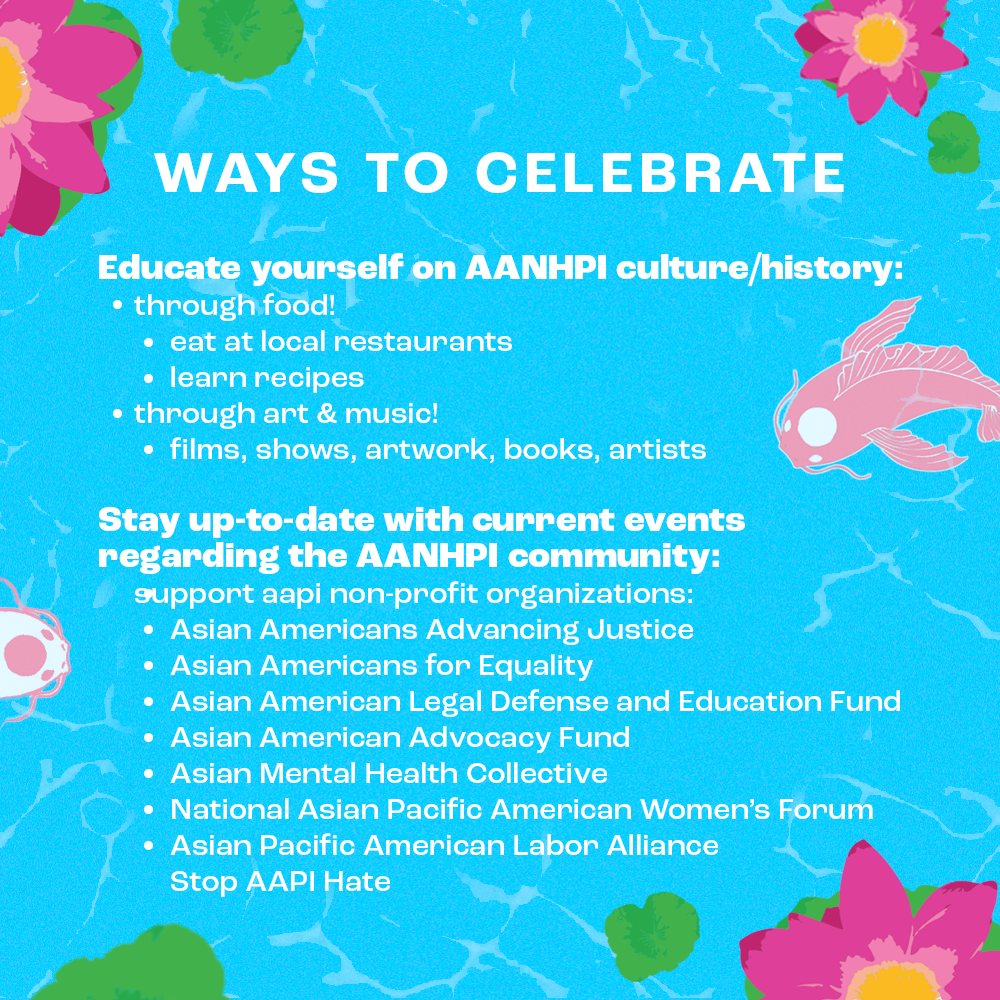 WAYS TO CELEBRATE
Educate yourself on AANHPI culture/history:
• through food!
• eat at local restaurants
• learn recipes
• through art & music!
• films, shows, artwork, books, artists
Stay up-to-date with current events
regarding the AANHPI community:
• support aapi non-profit organizations:
• Asian Americans Advancing Justice
• Asian Americans for Equality
• Asian American Legal Defense and Education Fund
• Asian American Advocacy Fund
• Asian Mental Health Collective
• National Asian Pacific American Women's Forum
• Asian Pacific American Labor Alliance
Stop AAPI Hate